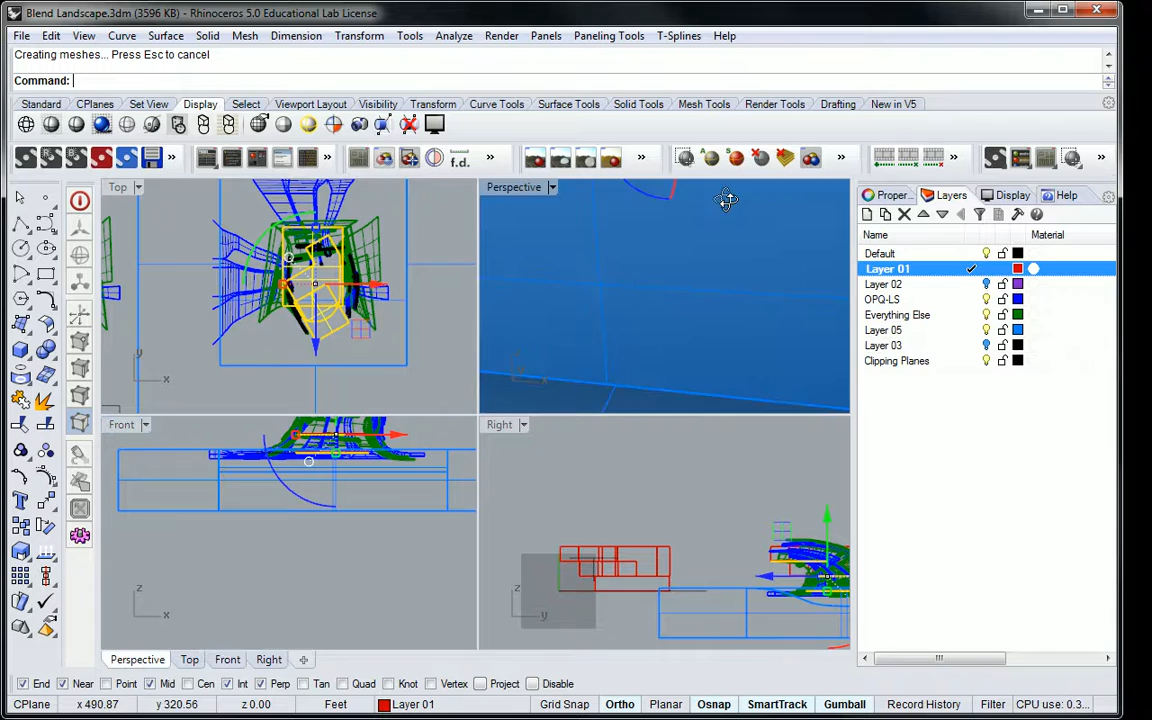 Blend Landscape.3dm (3596 KB) - Rhinoceros 5.0 Educational Lab License
File Edit View Curve Surface Solid Mesh Dimension Transform Tools Analyze Render Panels Paneling Tools T-Splines Help
Creating meshes... Press Esc to cancel
Command:
Standard CPlanes Set View Display Select Viewport Layout Visibility Transform Curve Tools Surface Tools Solid Tools Mesh Tools Render Tools Drafting New in V5
f.d.
Top Perspective
Proper... Layers Display Help
Name Material
Default
Layer 01
Layer 02
OPQ-LS
Everything Else
Layer 05
Layer 03
Clipping Planes
y x
z x
Front Right
z x
z y
Perspective Top Front Right
End Near Point Mid Cen Int Perp Tan Quad Knot Vertex Project Disable
CPlane x 490.87 y 320.56 z 0.00 Feet Layer 01 Grid Snap Ortho Planar Osnap SmartTrack Gumball Record History Filter CPU use: 0.3...